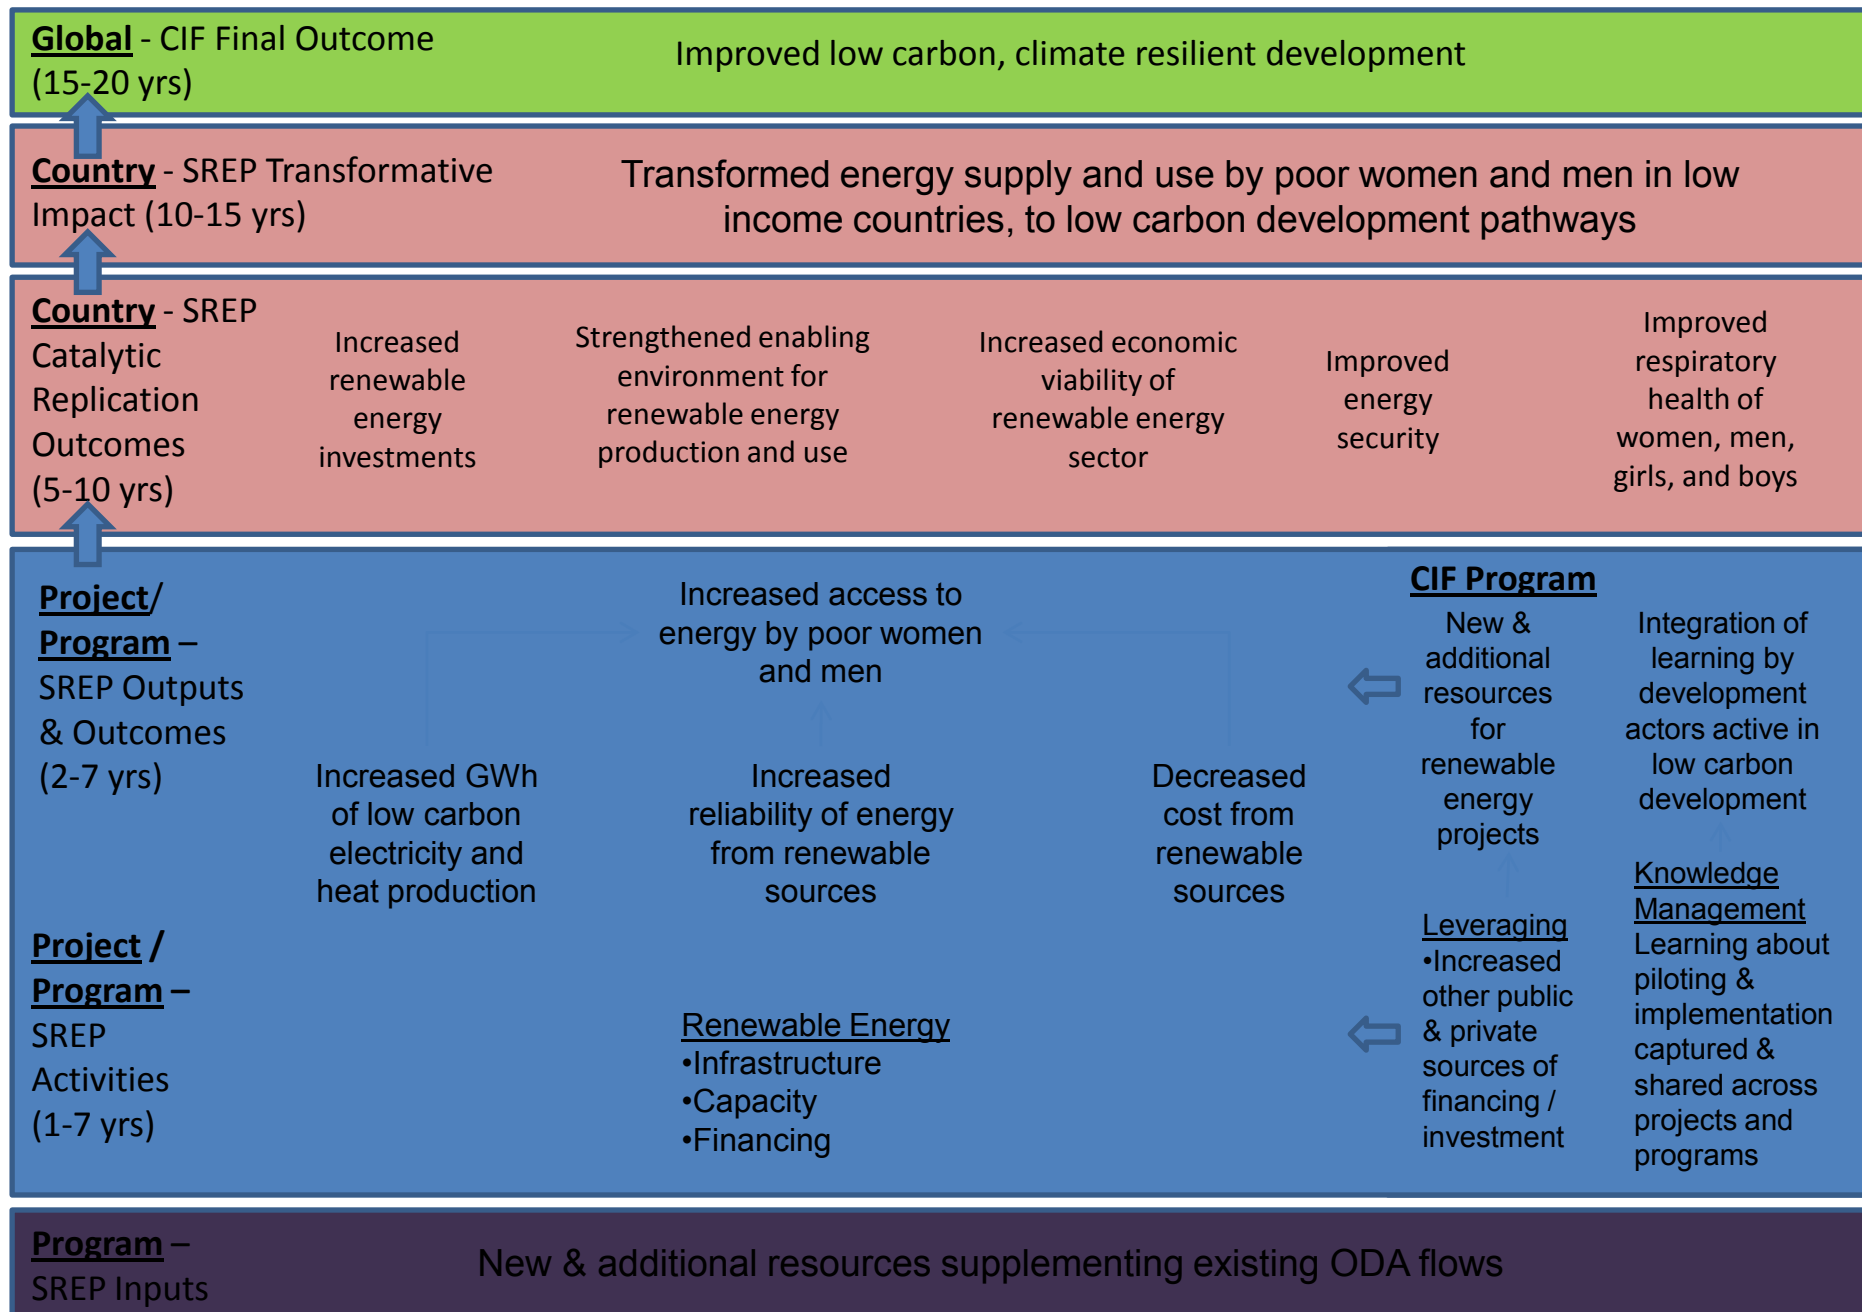 Global - CIF Final Outcome
(15-20 yrs)
Improved low carbon, climate resilient development
Country - SREP Transformative
Impact (10-15 yrs)
Transformed energy supply and use by poor women and men in low
income countries, to low carbon development pathways
Country - SREP
Catalytic
Replication
Outcomes
(5-10 yrs)
Increased
renewable
energy
investments
Strengthened enabling
environment for
renewable energy
production and use
Increased economic
viability of
renewable energy
sector
Improved
energy
security
Improved
respiratory
health of
women, men,
girls, and boys
Project/
Program –
SREP Outputs
& Outcomes
(2-7 yrs)
Increased access to
energy by poor women
and men
Increased GWh
of low carbon
electricity and
heat production
Increased
reliability of energy
from renewable
sources
Decreased
cost from
renewable
sources
CIF Program
New &
additional
resources
for
renewable
energy
projects
Integration of
learning by
development
actors active in
low carbon
development
Project /
Program –
SREP
Activities
(1-7 yrs)
Renewable Energy
•Infrastructure
•Capacity
•Financing
Leveraging
•Increased
other public
& private
sources of
financing /
investment
Knowledge
Management
Learning about
piloting &
implementation
captured &
shared across
projects and
programs
Program –
SREP Inputs
New & additional resources supplementing existing ODA flows